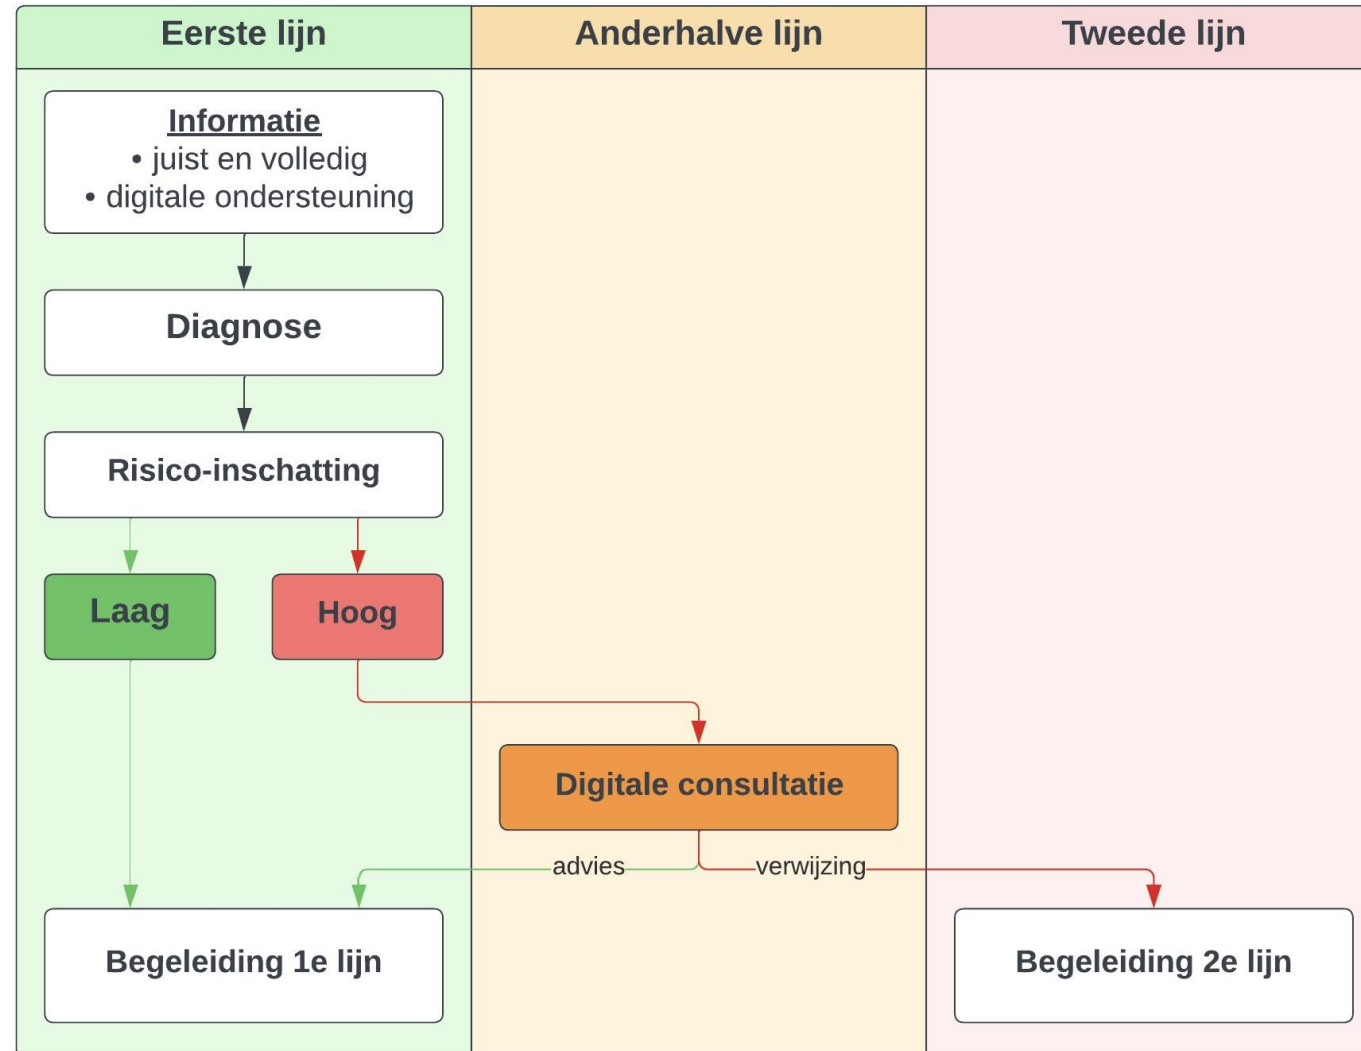 Eerste lijn
Anderhalve lijn
Tweede lijn
Informatie
• juist en volledig
• digitale ondersteuning
Diagnose
Risico-inschatting
Laag
Hoog
Digitale consultatie
advies
verwijzing
Begeleiding 1e lijn
Begeleiding 2e lijn